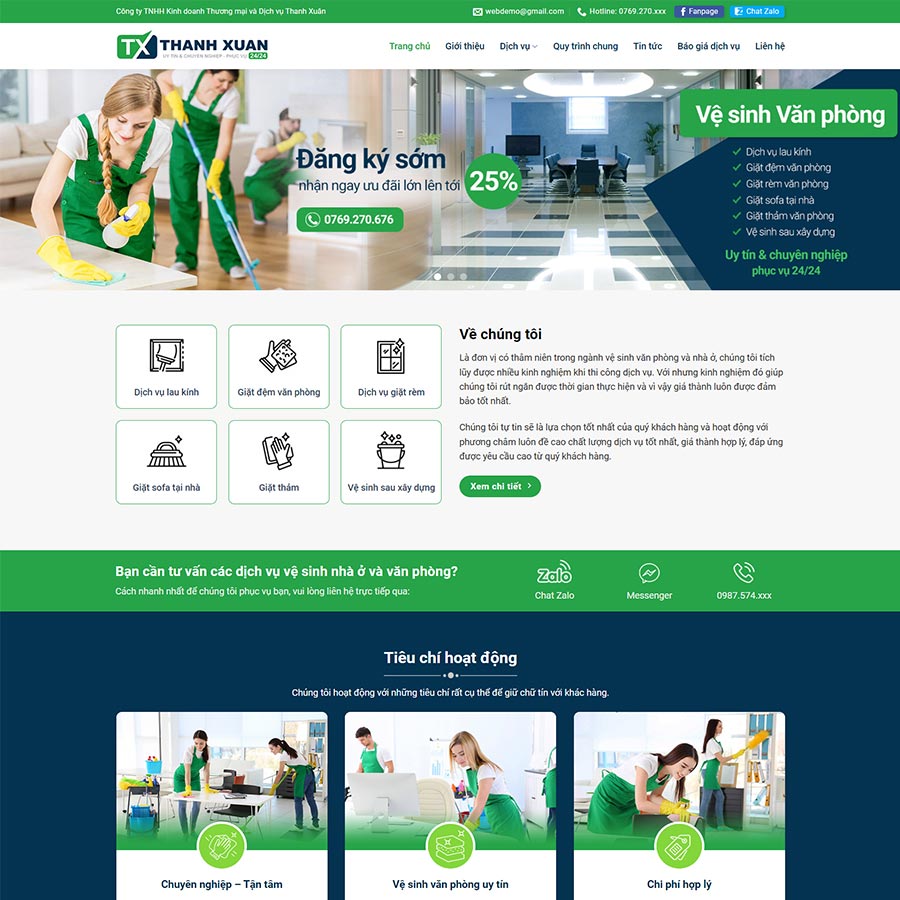 Công ty TNHH Kinh doanh Thương mại và Dịch vụ Thanh Xuân
webdemo@gmail.com
Hotline: 0769.270.xxx
Fanpage
Chat Zalo
TX THANH XUAN
UY TÍN & CHUYÊN NGHIỆP - PHỤC VỤ 24/24
Trang chủ
Giới thiệu
Dịch vụ
Quy trình chung
Tin tức
Báo giá dịch vụ
Liên hệ
Đăng ký sớm
nhận ngay ưu đãi lớn lên tới
25%
0769.270.676
Vệ sinh Văn phòng
Dịch vụ lau kính
Giặt đệm văn phòng
Giặt rèm văn phòng
Giặt sofa tại nhà
Giặt thảm văn phòng
Vệ sinh sau xây dựng
Uy tín & chuyên nghiệp
phục vụ 24/24
Dịch vụ lau kính
Giặt đệm văn phòng
Dịch vụ giặt rèm
Giặt sofa tại nhà
Giặt thảm
Vệ sinh sau xây dựng
Về chúng tôi
Là đơn vị có thâm niên trong ngành vệ sinh văn phòng và nhà ở, chúng tôi tích
lũy được nhiều kinh nghiệm khi thi công dịch vụ. Với nhưng kinh nghiệm đó giúp
chúng tôi rút ngắn được thời gian thực hiện và vì vậy giá thành luôn được đảm
bảo tốt nhất.
Chúng tôi tự tin sẽ là lựa chọn tốt nhất của quý khách hàng và hoạt động với
phương châm luôn đề cao chất lượng dịch vụ tốt nhất, giá thành hợp lý, đáp ứng
được yêu cầu cao từ quý khách hàng.
Xem chi tiết
Bạn cần tư vấn các dịch vụ vệ sinh nhà ở và văn phòng?
Cách nhanh nhất để chúng tôi phục vụ bạn, vui lòng liên hệ trực tiếp qua:
Zalo
Chat Zalo
Messenger
0987.574.xxx
Tiêu chí hoạt động
Chúng tôi hoạt động với những tiêu chí rất cụ thể để giữ chữ tín với khác hàng.
Chuyên nghiệp – Tận tâm
Vệ sinh văn phòng uy tín
Chi phí hợp lý